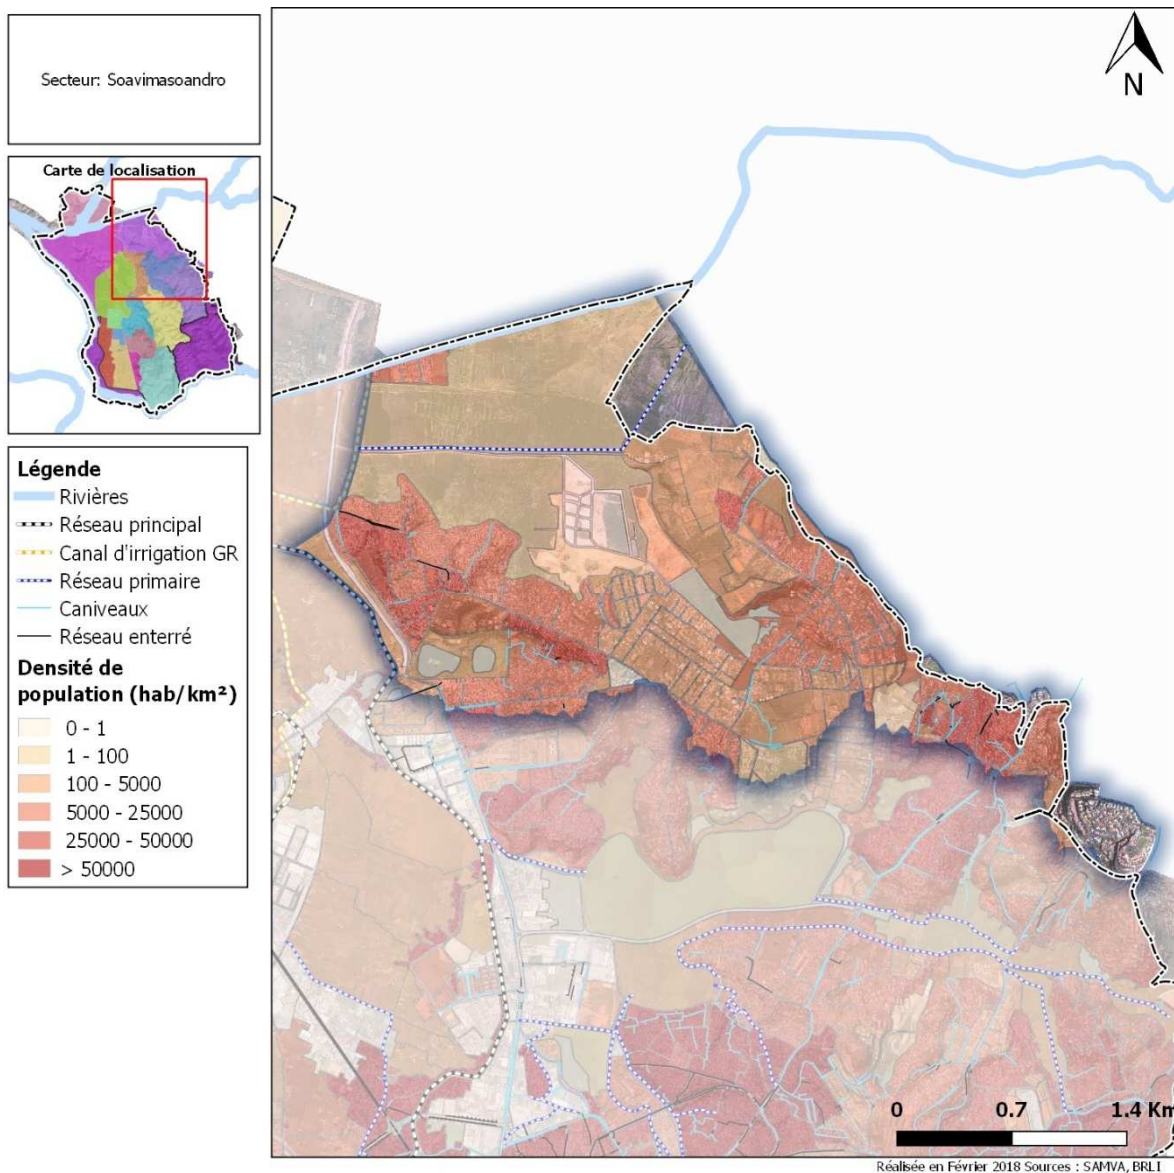 Secteur: Soavimasoandro
Carte de localisation
N
Légende
Rivières
Réseau principal
Canal d'irrigation GR
Réseau primaire
Caniveaux
Réseau enterré
Densité de
population (hab/km²)
0 - 1
1 - 100
100 - 5000
5000 - 25000
25000 - 50000
> 50000
0 0.7 1.4 Km
Réalisée en Février 2018 Sources : SAMVA, BRLi